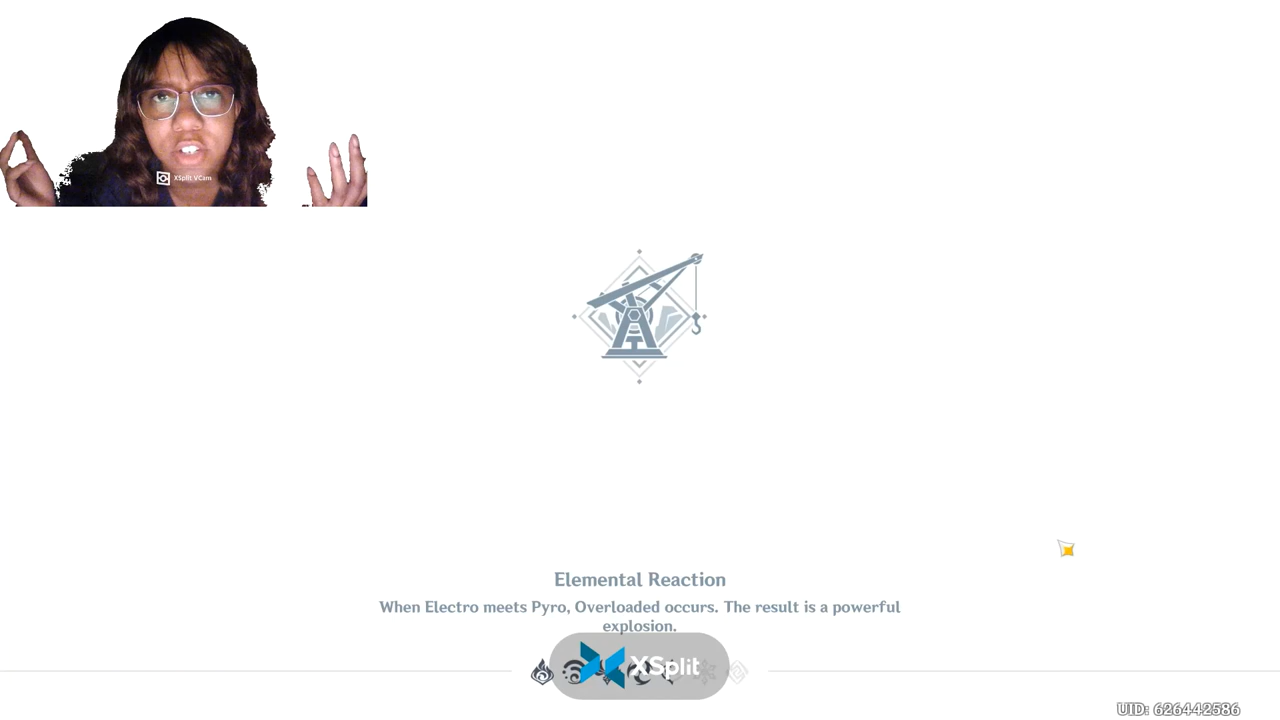 XSplit VCam
Elemental Reaction
When Electro meets Pyro, Overloaded occurs. The result is a powerful
explosion.
XSplit
UID: 626442586